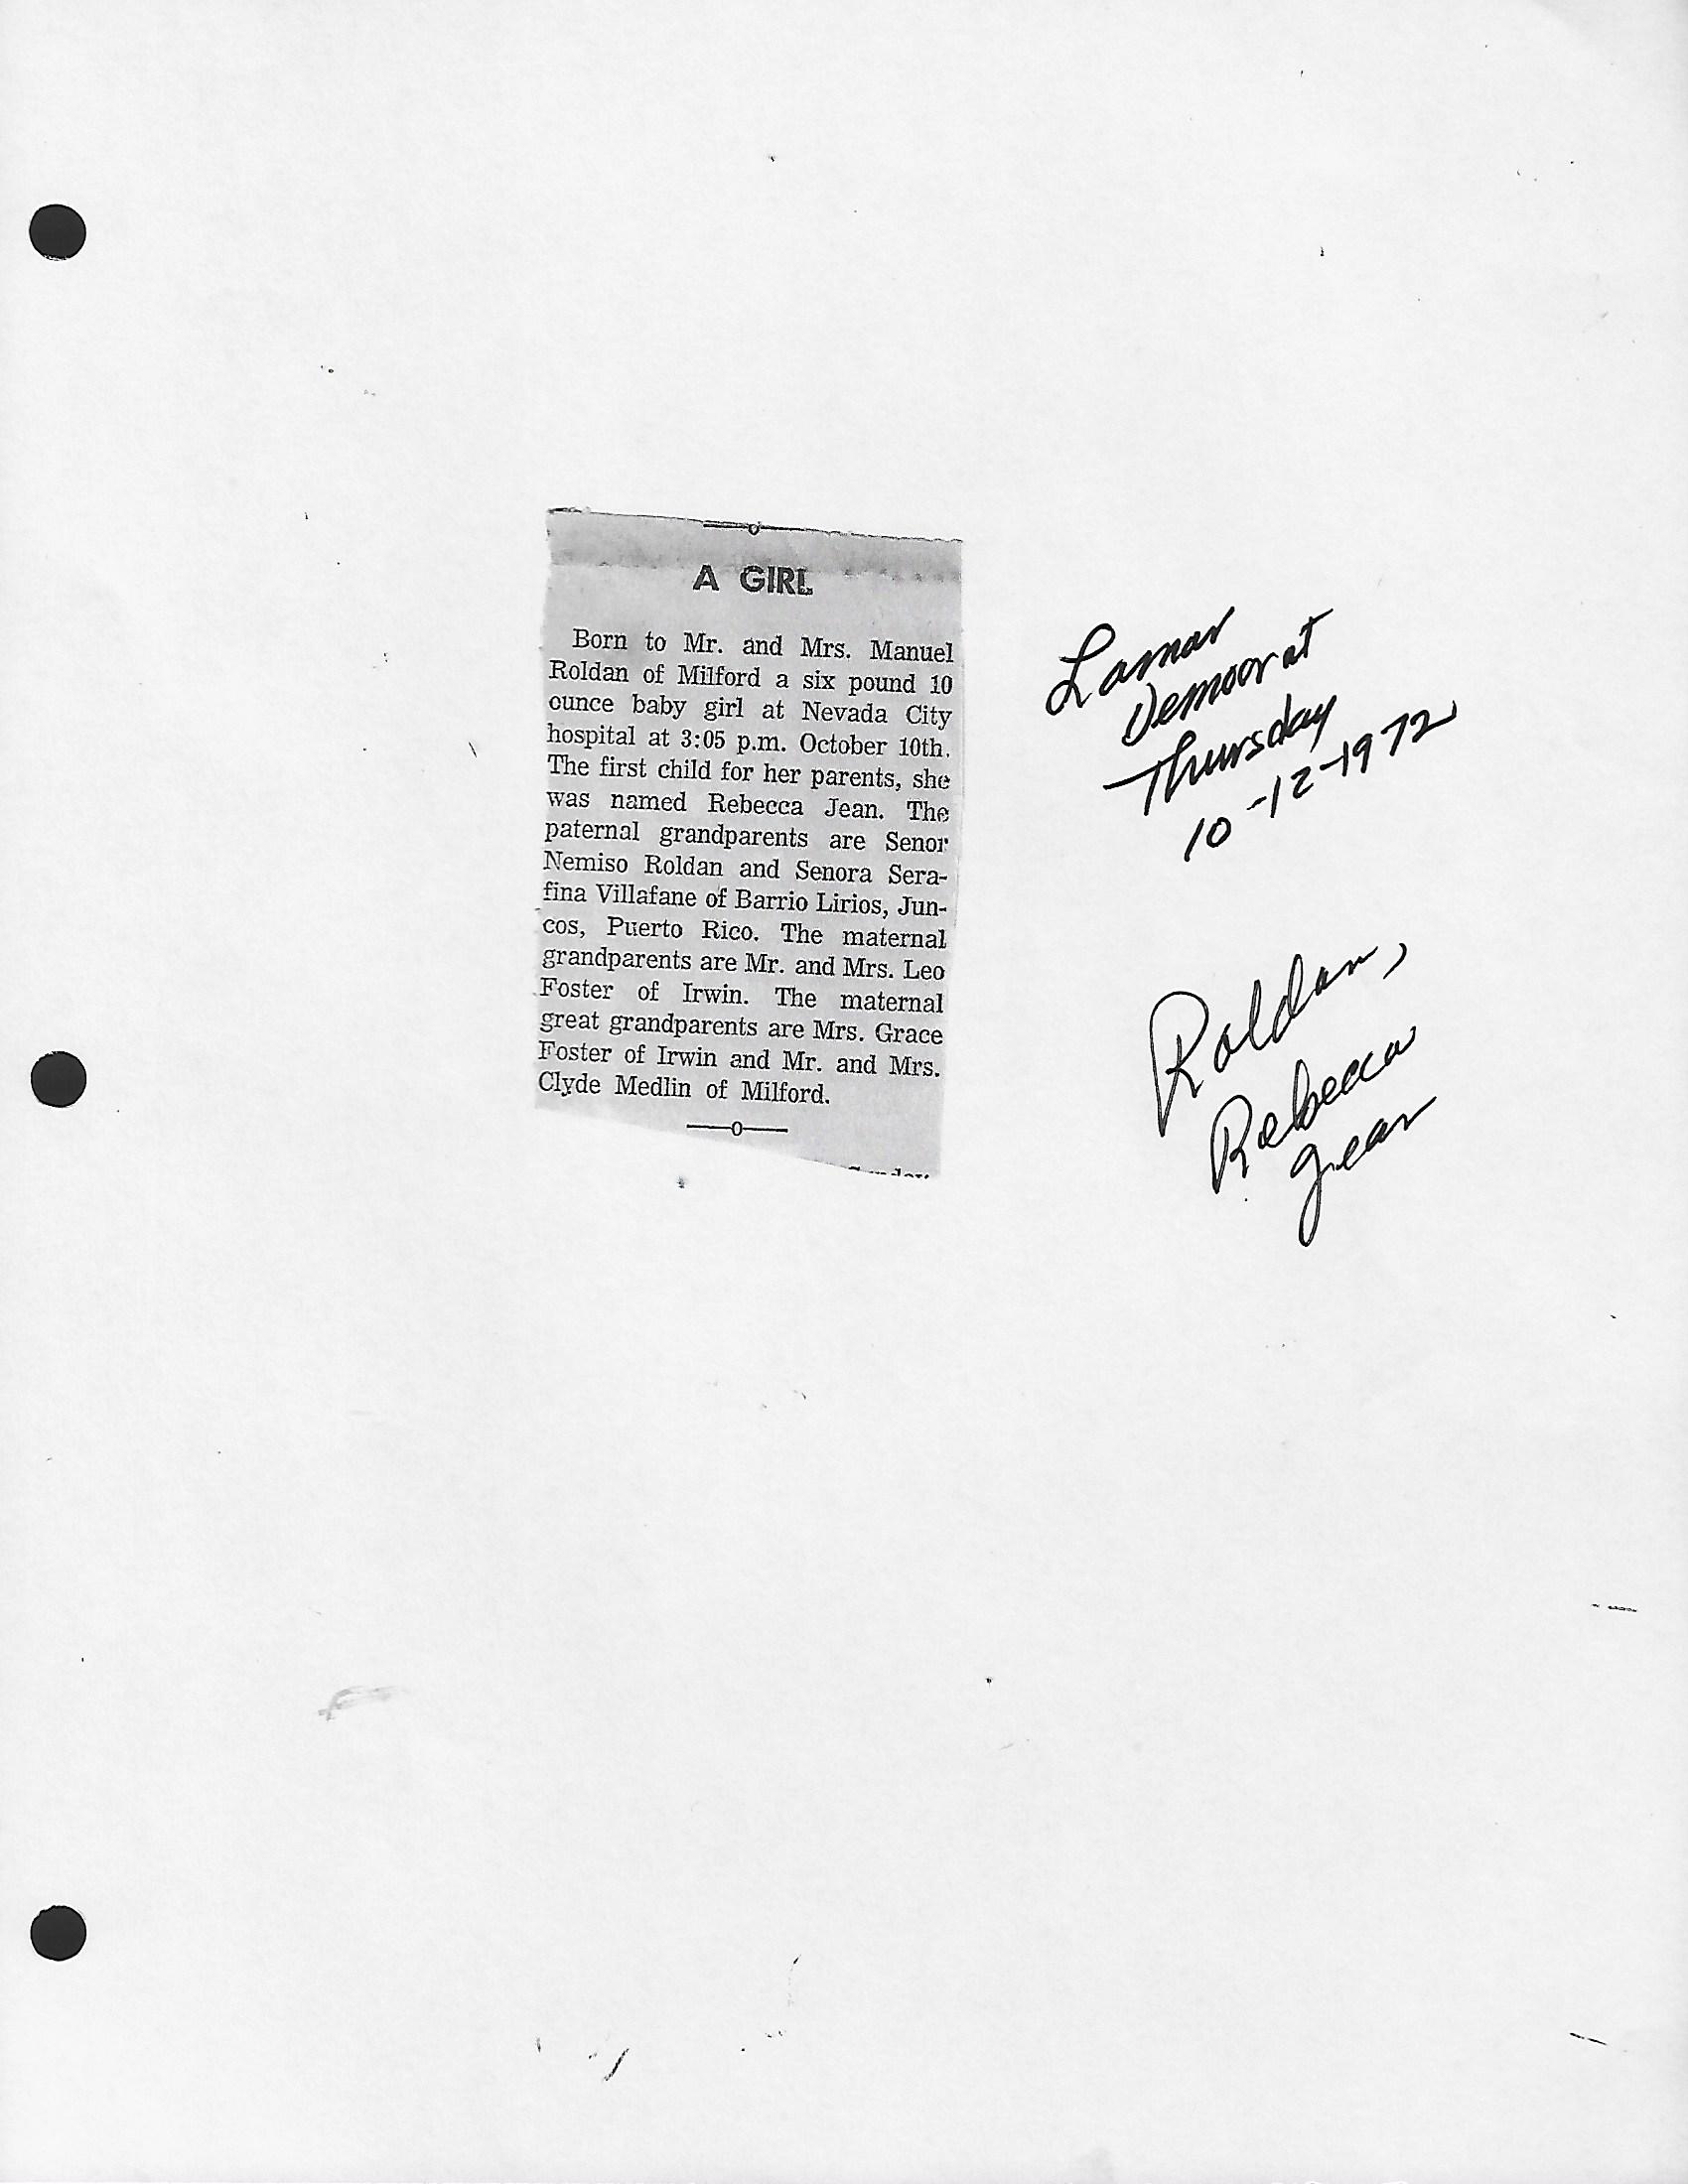 A GIRL
Born to Mr. and Mrs. Manuel
Roldan of Milford a six pound 10
ounce baby girl at Nevada City
hospital at 3:05 p.m. October 10th.
The first child for her parents, she
was named Rebecca Jean. The
paternal grandparents are Senor
Nemiso Roldan and Senora Sera-
fina Villafane of Barrio Lirios, Jun-
cos, Puerto Rico. The maternal
grandparents are Mr. and Mrs. Leo
Foster of Irwin. The maternal
great grandparents are Mrs. Grace
Foster of Irwin and Mr. and Mrs.
Clyde Medlin of Milford.
Lamar
Democrat
Thursday
10-12-1972
Roldan,
Rebecca
Jean